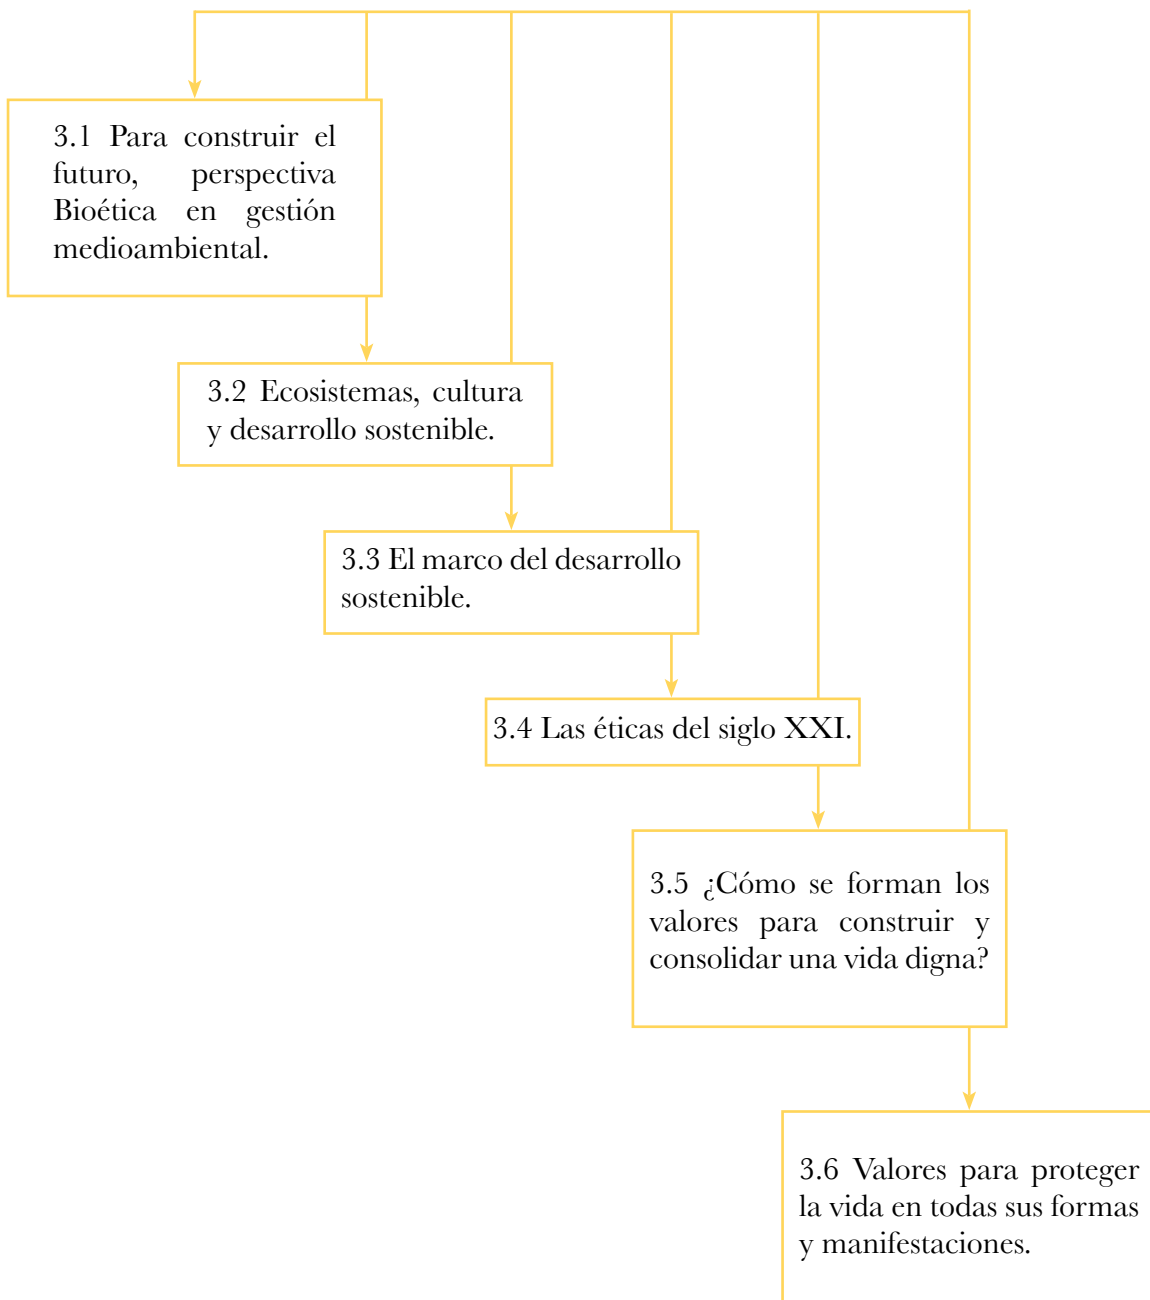 3.1 Para construir el
futuro, perspectiva
Bioética en gestión
medioambiental.
3.2 Ecosistemas, cultura
y desarrollo sostenible.
3.3 El marco del desarrollo
sostenible.
3.4 Las éticas del siglo XXI.
3.5 ¿Cómo se forman los
valores para construir y
consolidar una vida digna?
3.6 Valores para proteger
la vida en todas sus formas
y manifestaciones.